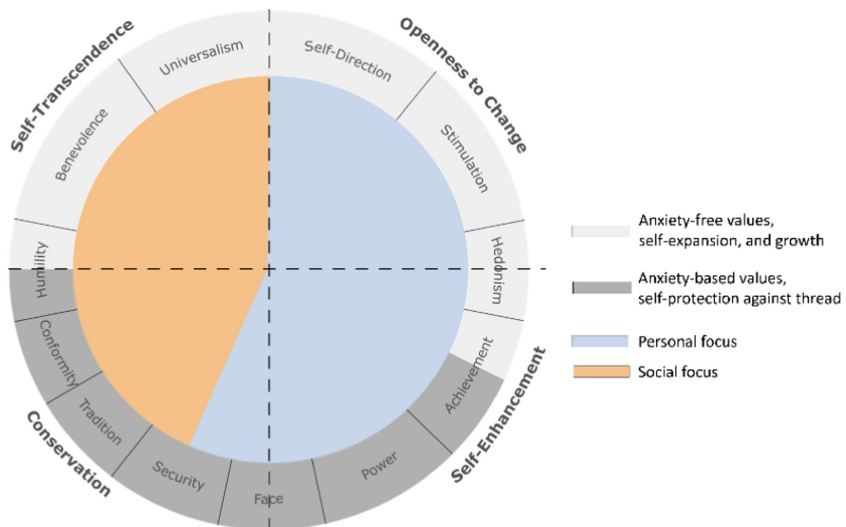 Self-Transcendence
Openness to Change
Universalism
Self-Direction
Benevolence
Stimulation
Humility
Hedonism
Conformity
Achievement
Tradition
Security
Face
Power
Conservation
Self-Enhancement
Anxiety-free values,
self-expansion, and growth
Anxiety-based values,
self-protection against thread
Personal focus
Social focus